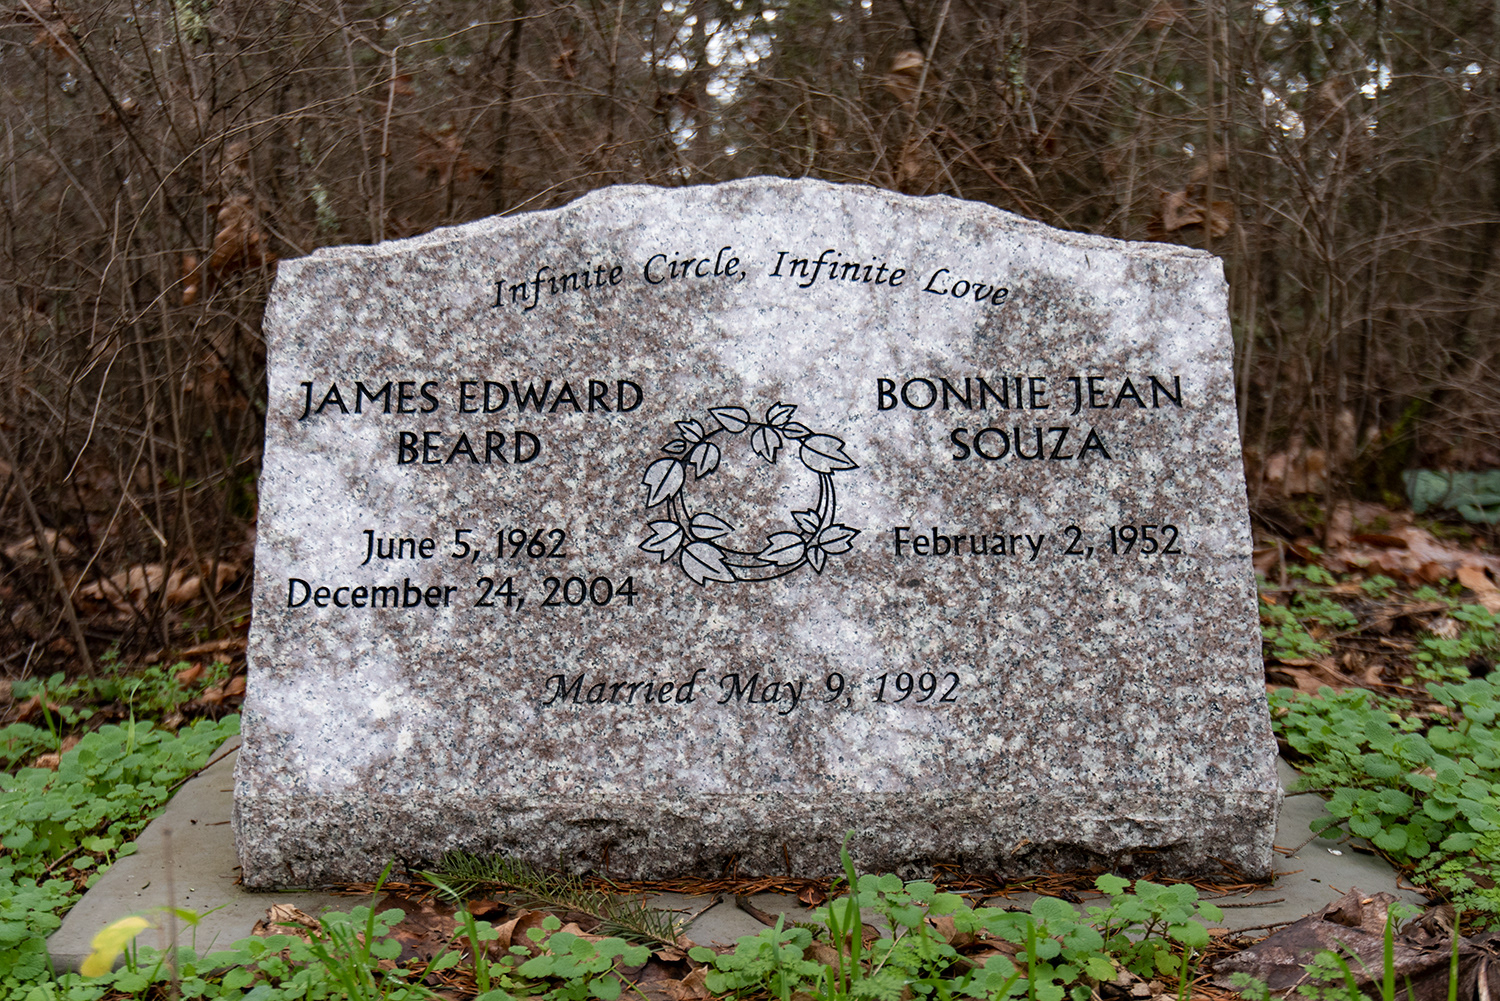 Infinite Circle, Infinite Love
JAMES EDWARD
BEARD
June 5, 1962
December 24, 2004
BONNIE JEAN
SOUZA
February 2, 1952
Married May 9, 1992